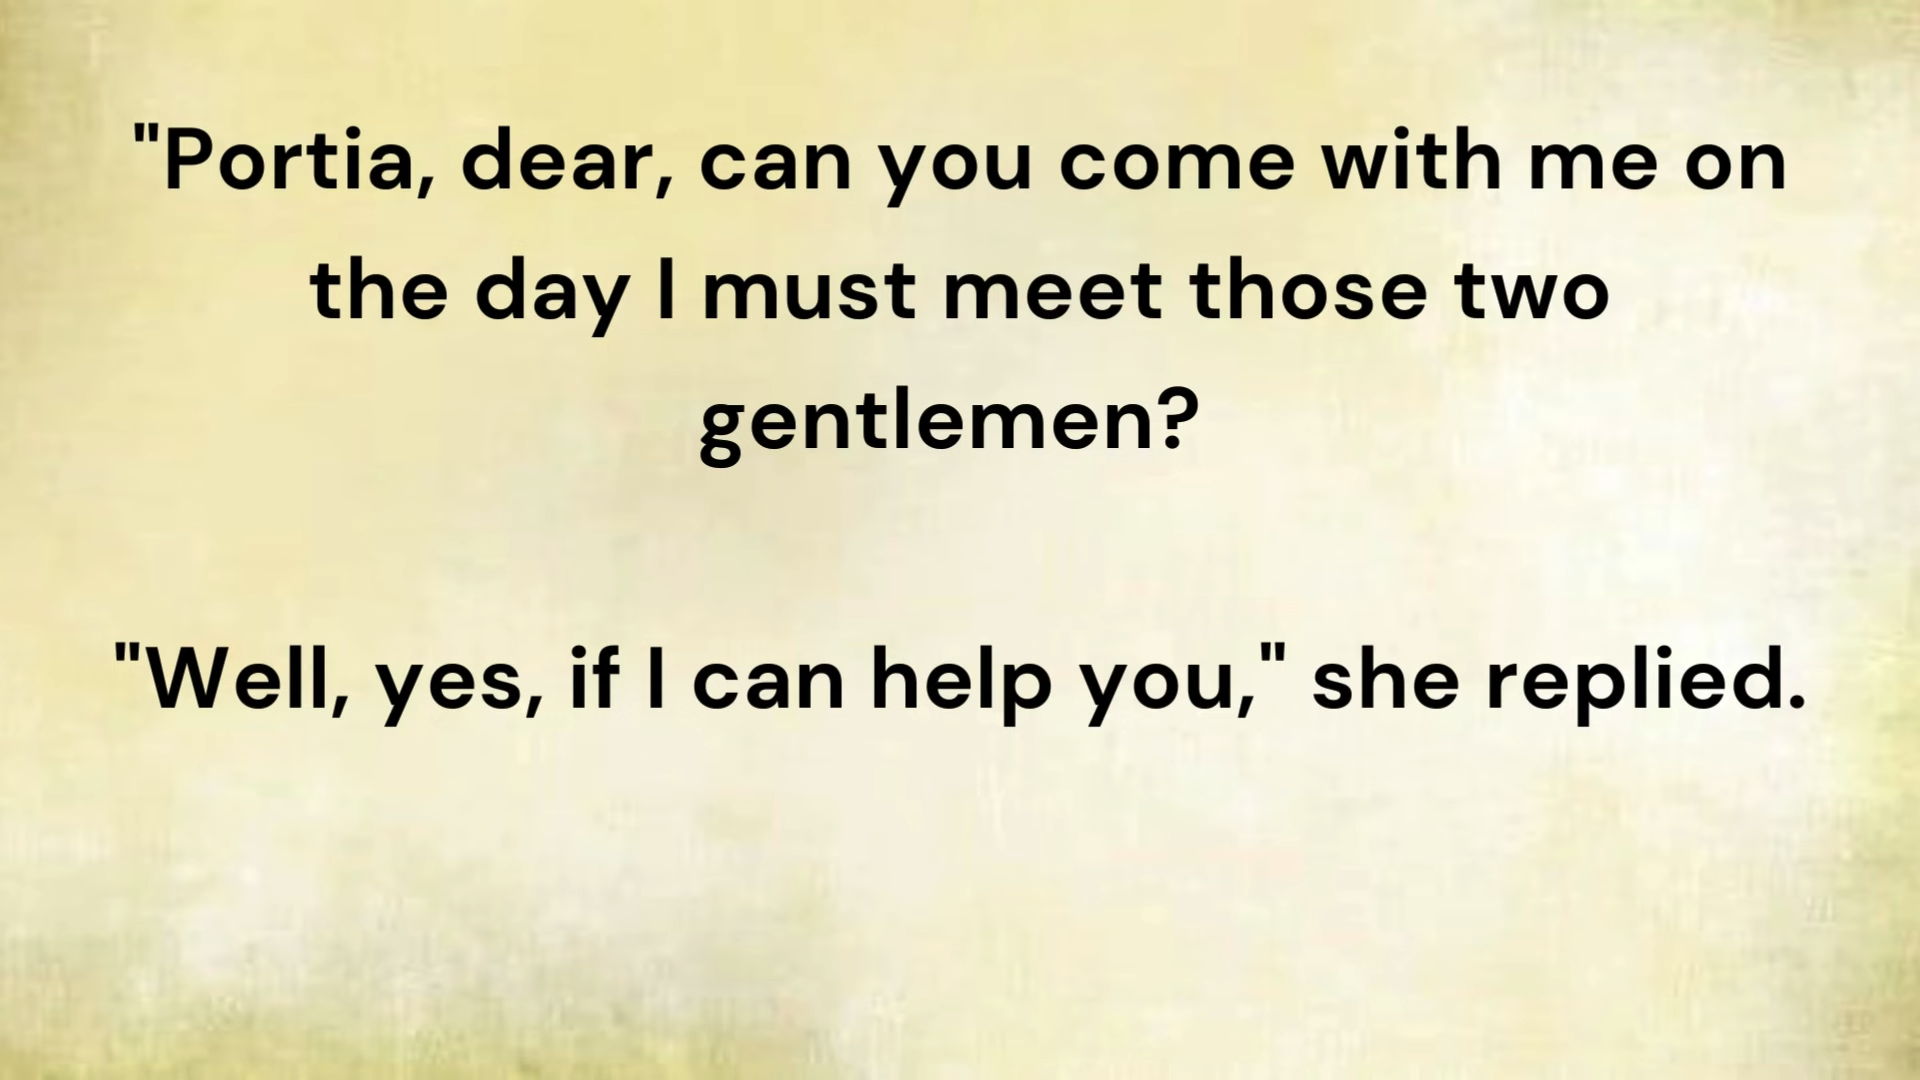 "Portia, dear, can you come with me on
the day I must meet those two
gentlemen?
"Well, yes, if I can help you," she replied.